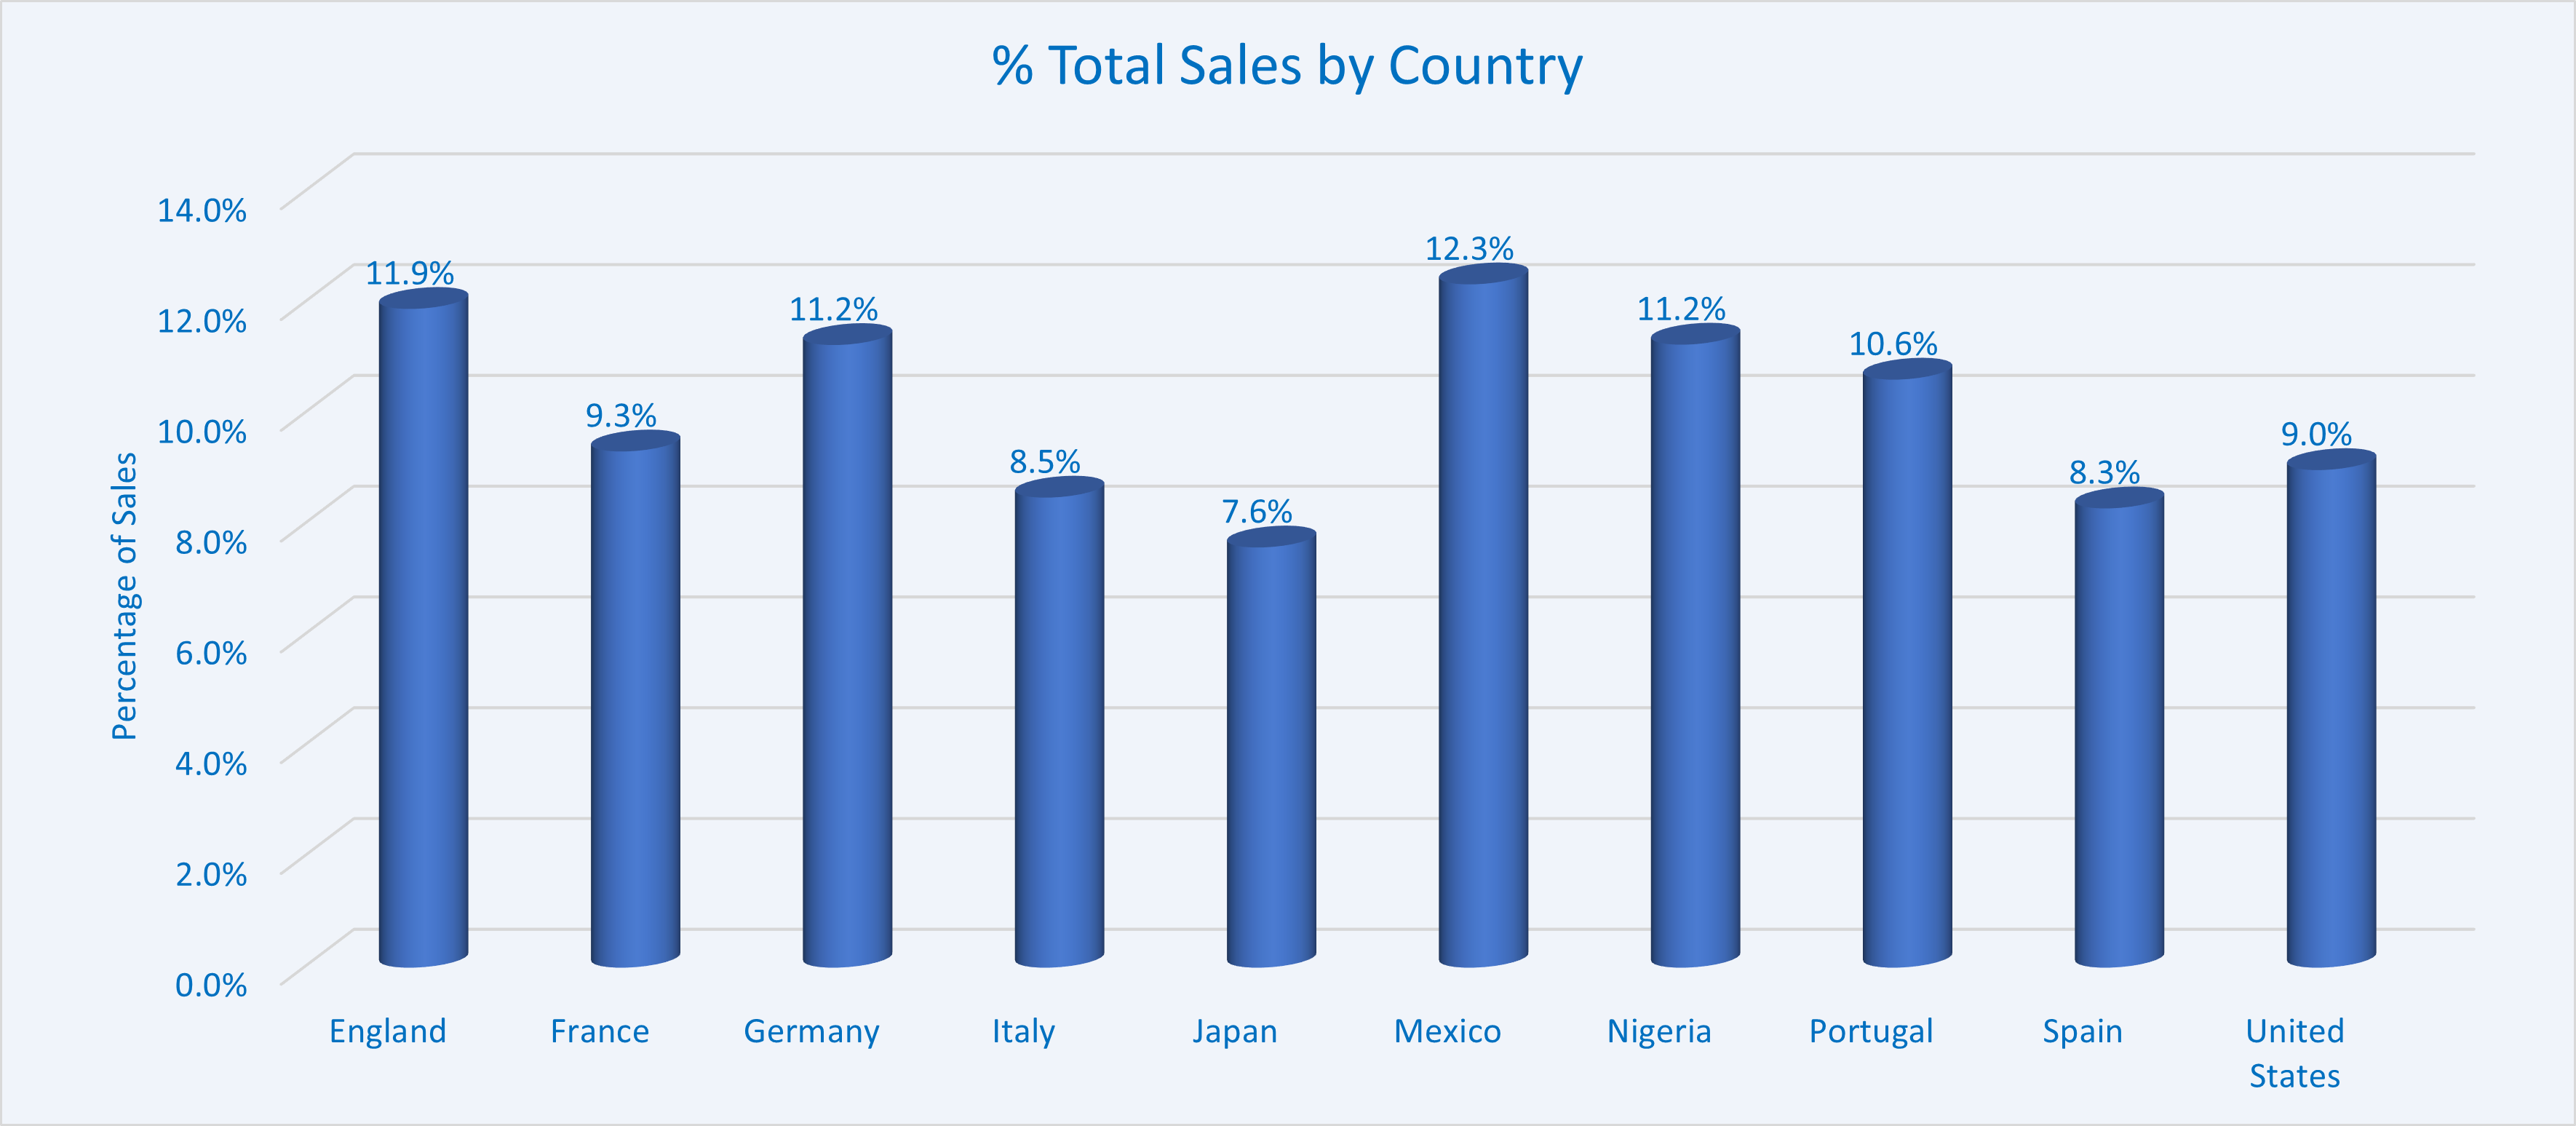 % Total Sales by Country
14.0%
12.0%
10.0%
8.0%
6.0%
4.0%
2.0%
0.0%
Percentage of Sales
11.9%
9.3%
11.2%
8.5%
7.6%
12.3%
11.2%
10.6%
8.3%
9.0%
England
France
Germany
Italy
Japan
Mexico
Nigeria
Portugal
Spain
United
States